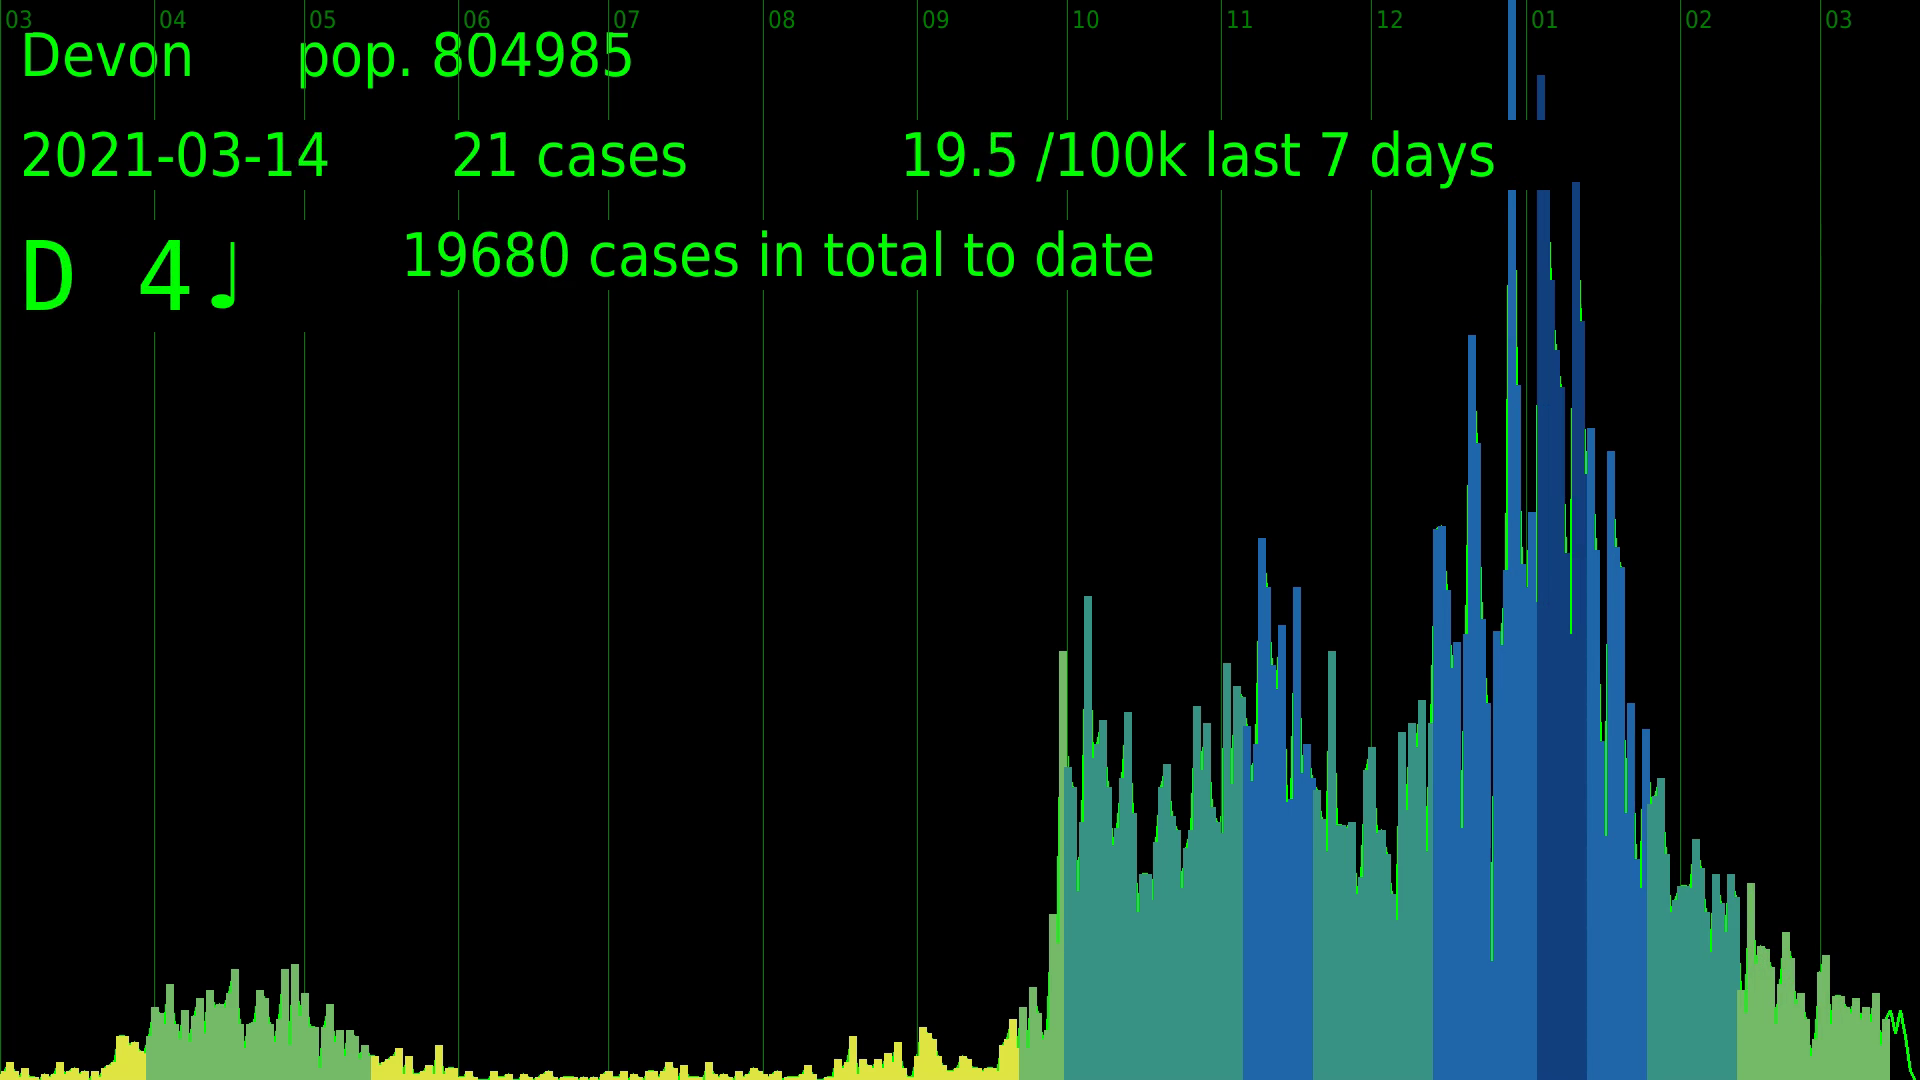 03 04 05 06 07 08 09 10 11 12 01 02 03
Devon pop. 804985
2021-03-14 21 cases 19.5 /100k last 7 days
D 4♩ 19680 cases in total to date